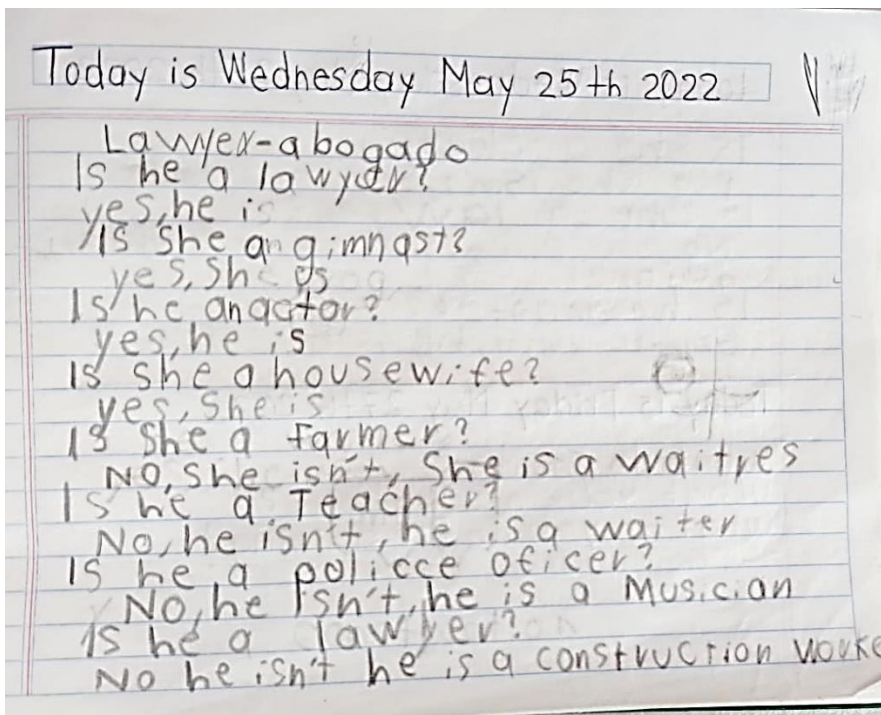 Today is Wednesday May 25th 2022
Lawyer-abogado
Is he a lawyer?
yes, he is
Is She an gimnast?
yes, She is
Is he an actor?
yes, he is
Is she a housewife?
yes, She is
Is She a farmer?
NO, She isn't, She is a waitres
Is he a Teacher?
No, he isn't, he is a waiter
Is he a policce oficer?
NO, he isn't, he is a Musician
is he a lawyer?
No he isn't he is a construction worke